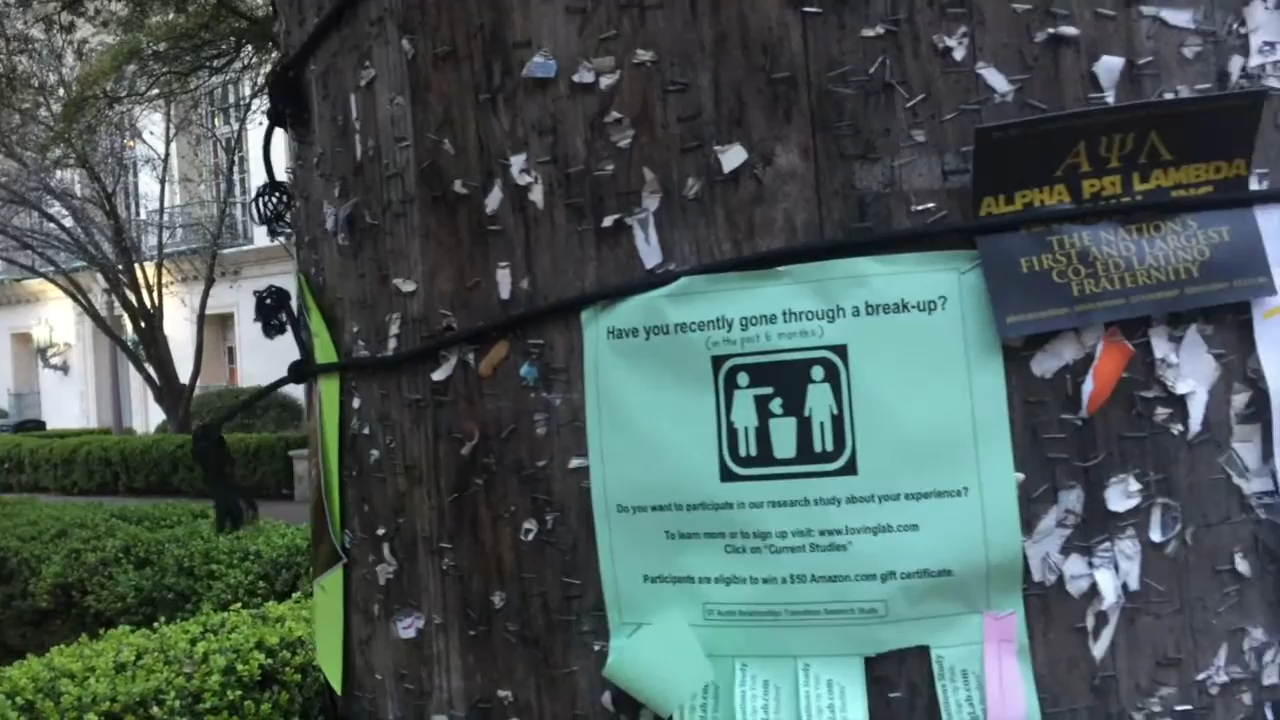 ΑΨΛ
ALPHA PSI LAMBDA
THE NATION'S
FIRST AND LARGEST
CO-ED LATINO
FRATERNITY
Have you recently gone through a break-up?
(in the past 6 months)
Do you want to participate in our research study about your experience?
To learn more or to sign up visit: www.lovinglab.com
Click on "Current Studies"
Participants are eligible to win a $50 Amazon.com gift certificate.
UT Austin Relationships Transitions Research Study